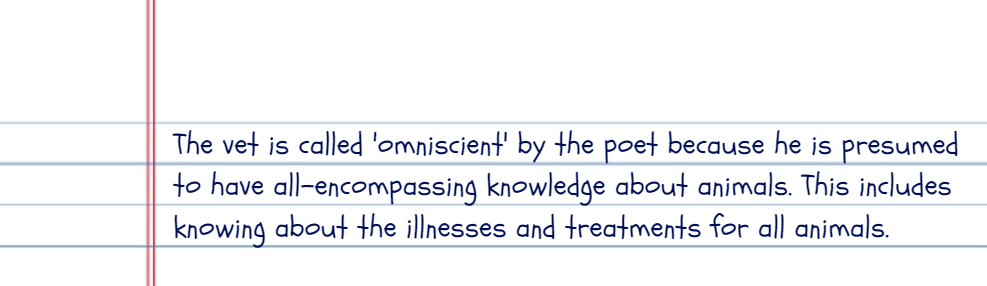 The vet is called 'omniscient' by the poet because he is presumed
to have all-encompassing knowledge about animals. This includes
knowing about the illnesses and treatments for all animals.